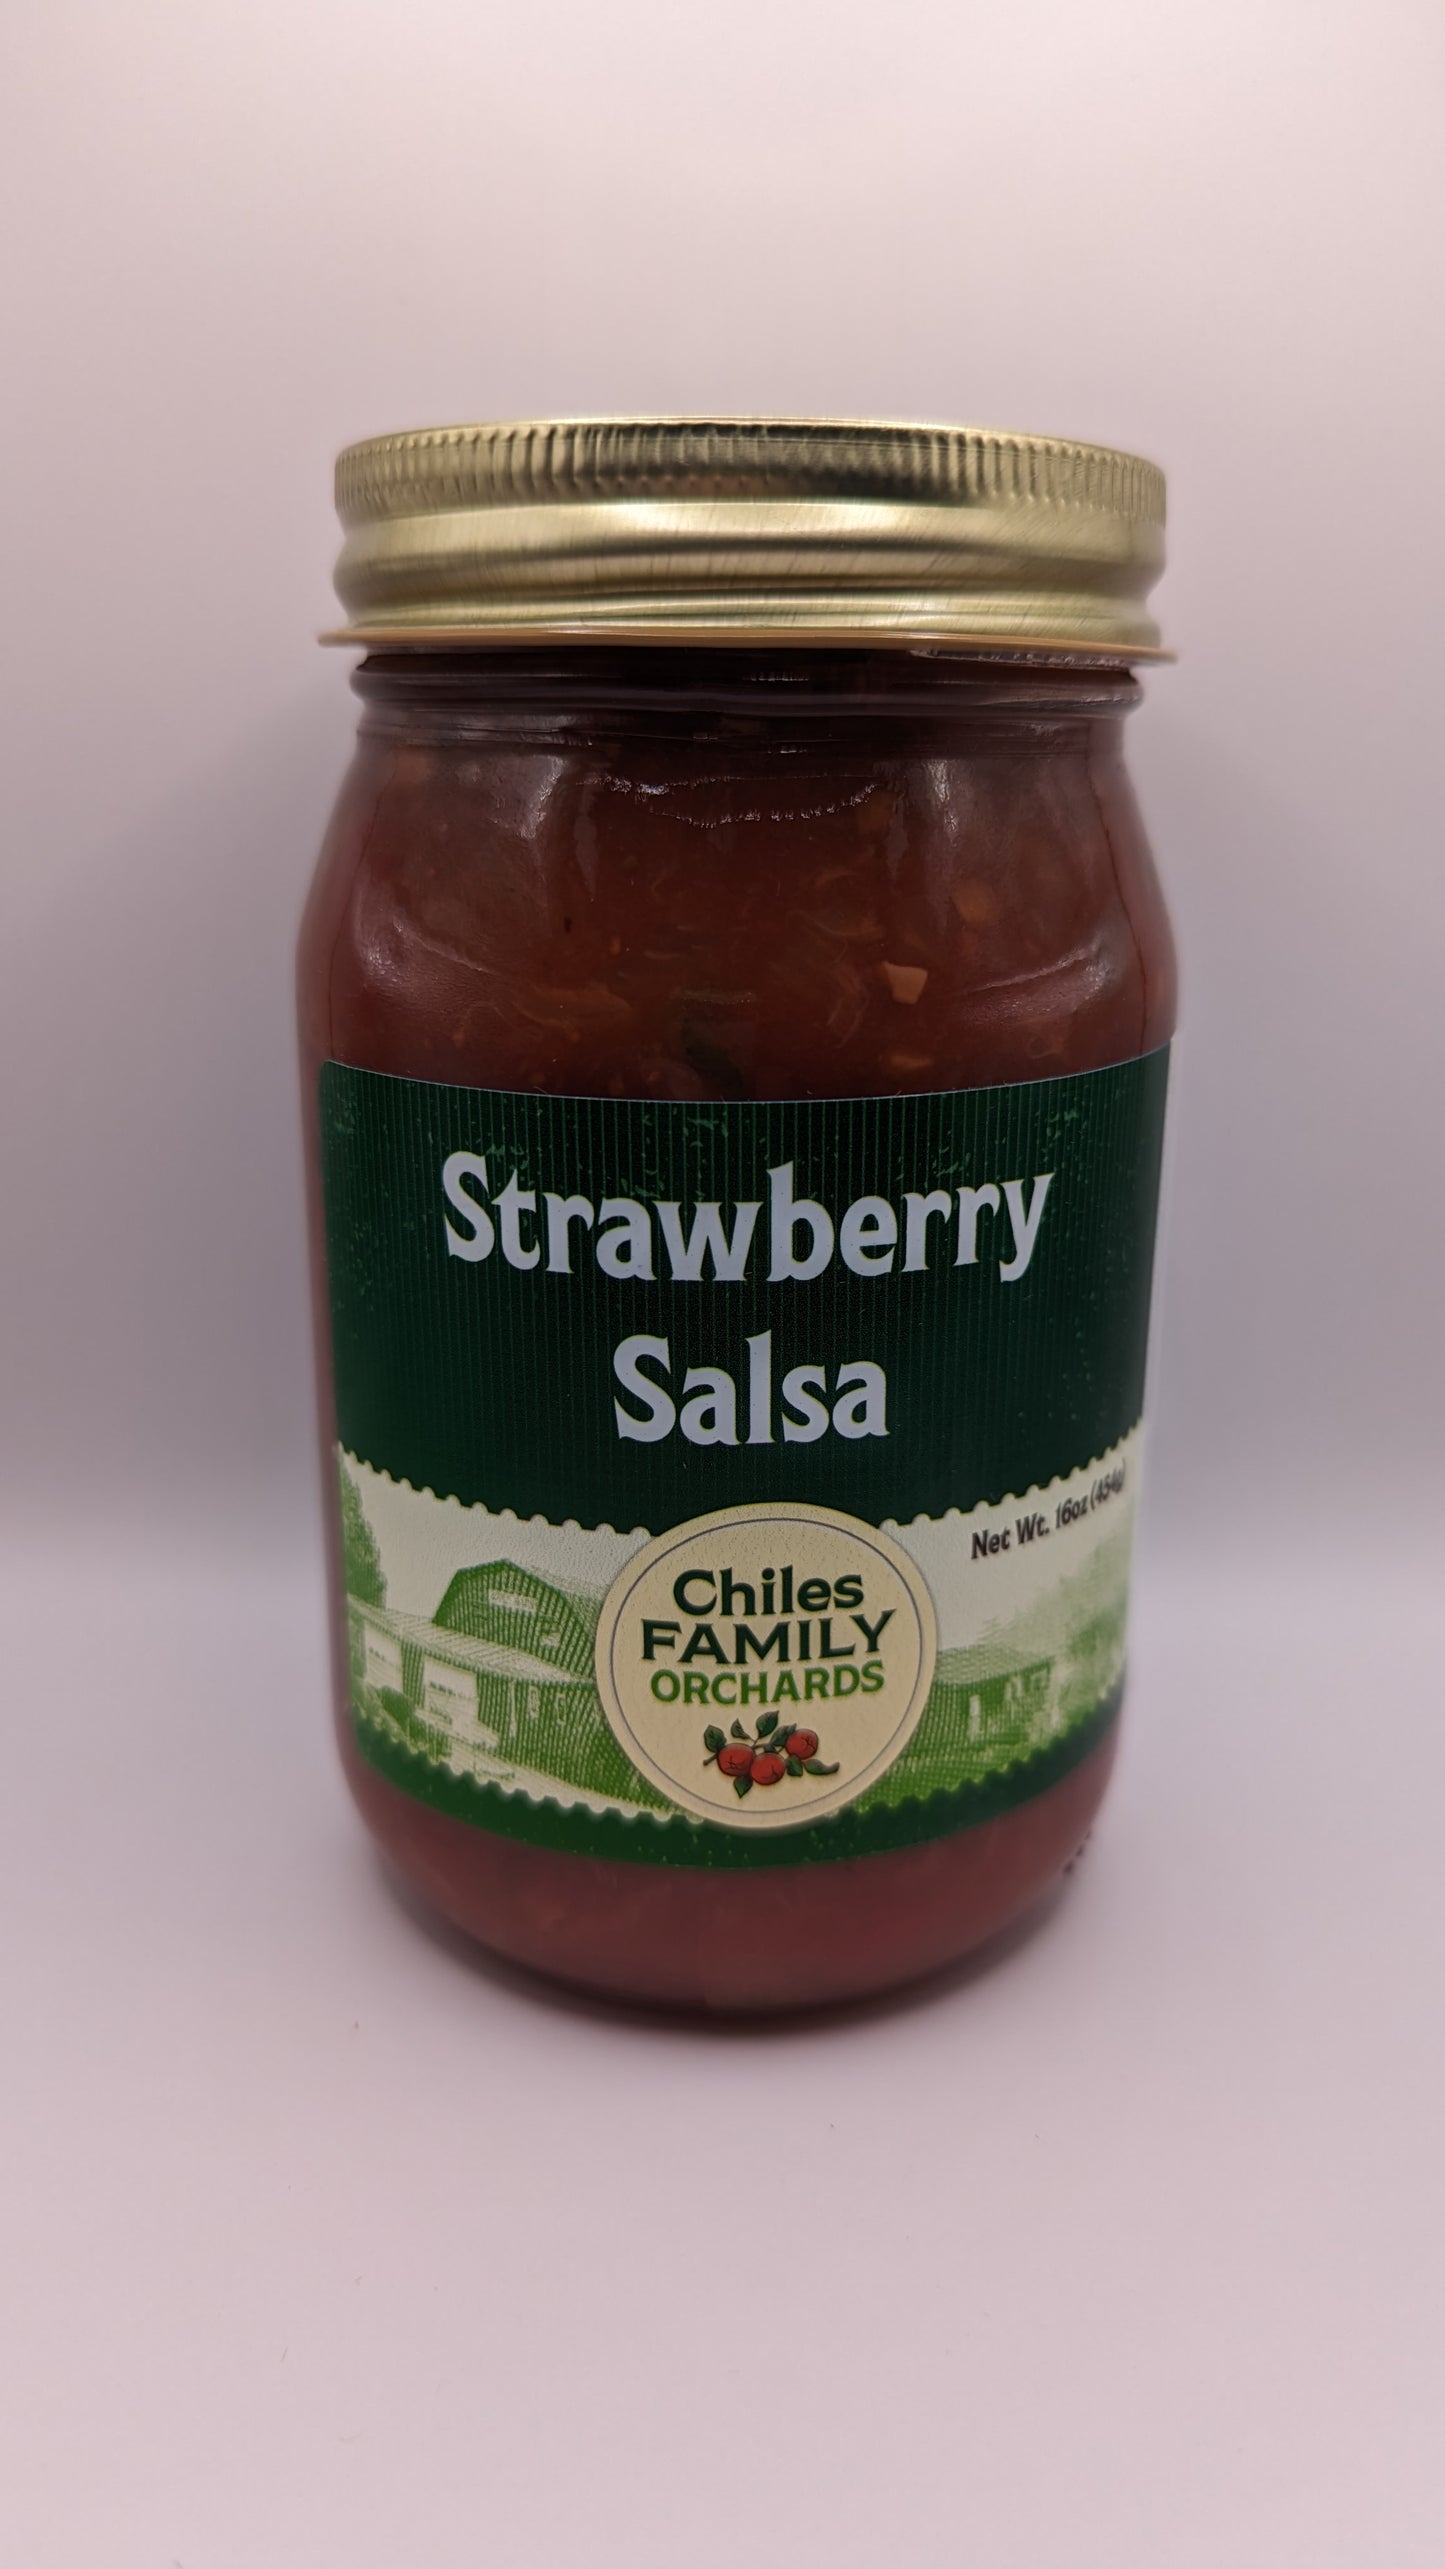 Strawberry
Salsa
Net Wt. 16oz (454g)
Chiles
FAMILY
ORCHARDS